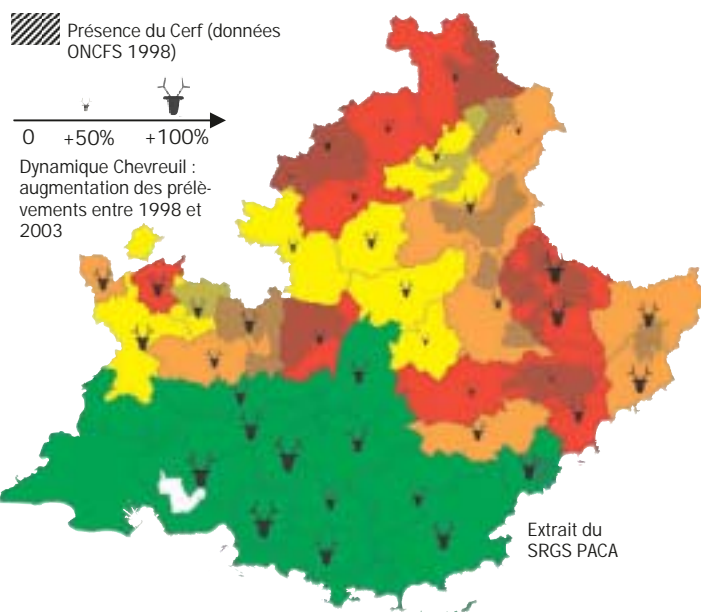 Présence du Cerf (données
ONCFS 1998)
0 +50% +100%
Dynamique Chevreuil :
augmentation des prélè-
vements entre 1998 et
2003
Extrait du
SRGS PACA